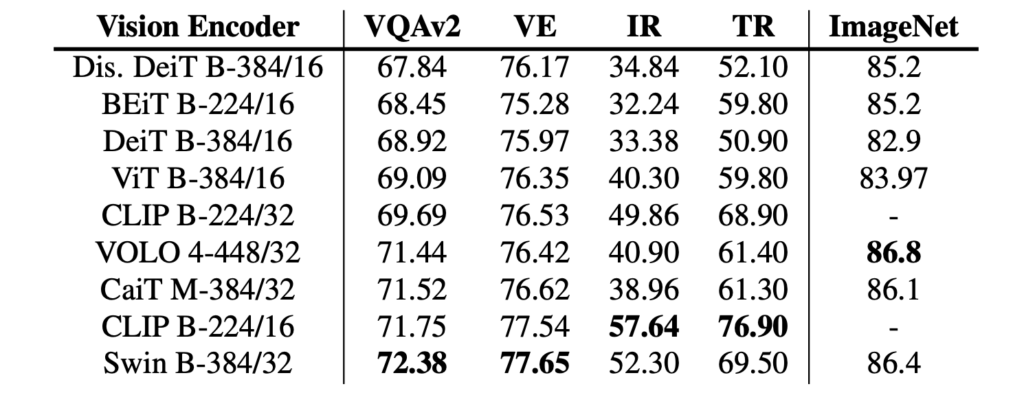 Vision Encoder VQAv2 VE IR TR ImageNet
Dis. DeiT B-384/16 67.84 76.17 34.84 52.10 85.2
BEiT B-224/16 68.45 75.28 32.24 59.80 85.2
DeiT B-384/16 68.92 75.97 33.38 50.90 82.9
ViT B-384/16 69.09 76.35 40.30 59.80 83.97
CLIP B-224/32 69.69 76.53 49.86 68.90 -
VOLO 4-448/32 71.44 76.42 40.90 61.40 86.8
CaiT M-384/32 71.52 76.62 38.96 61.30 86.1
CLIP B-224/16 71.75 77.54 57.64 76.90 -
Swin B-384/32 72.38 77.65 52.30 69.50 86.4